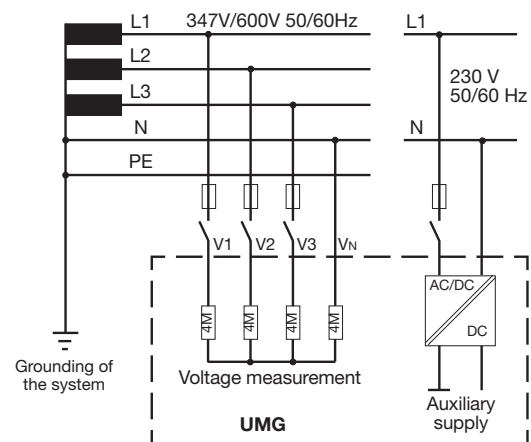 L1 347V/600V 50/60Hz L1
L2
L3
230 V
50/60 Hz
N N
PE
V1 V2 V3 VN
AC/DC
DC
4M 4M 4M 4M
Grounding of
the system
Voltage measurement
Auxiliary
supply
UMG